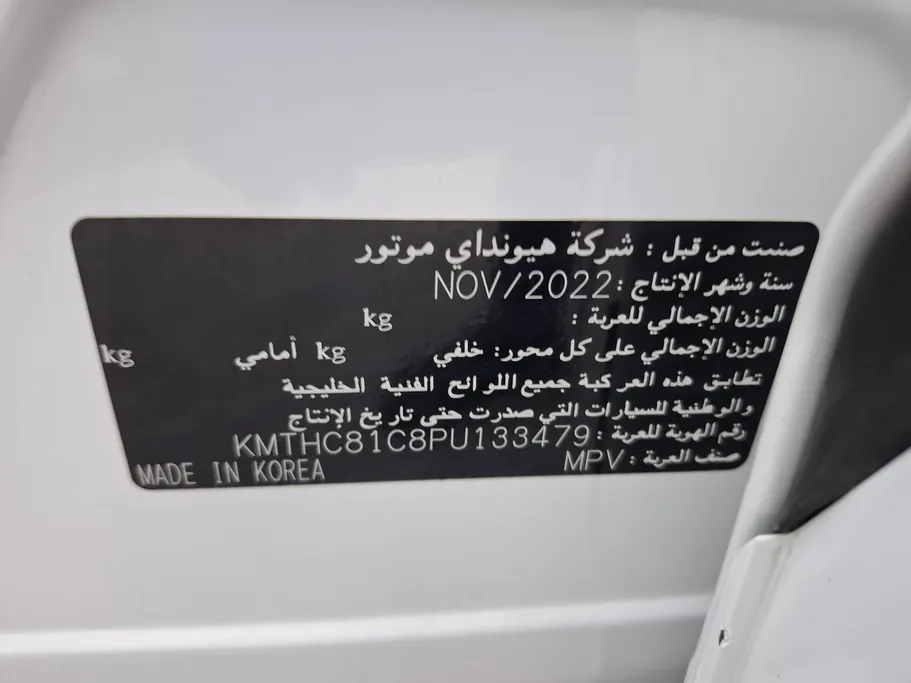 صنعت من قبل : شركة هيونداي موتور
سنة وشهر الإنتاج : NOV/2022
الوزن الإجمالي للعربة : kg
الوزن الإجمالي على كل محور: خلفي kg أمامي kg
تطابق هذه العركبة جميع اللوائح الفنية الخليجية
والوطنية للسيارات التي صدرت حتى تاريخ الإنتاج
رقم الهوية للعربة : KMTHC81C8PU133479
صنف العربة : MPV
MADE IN KOREA